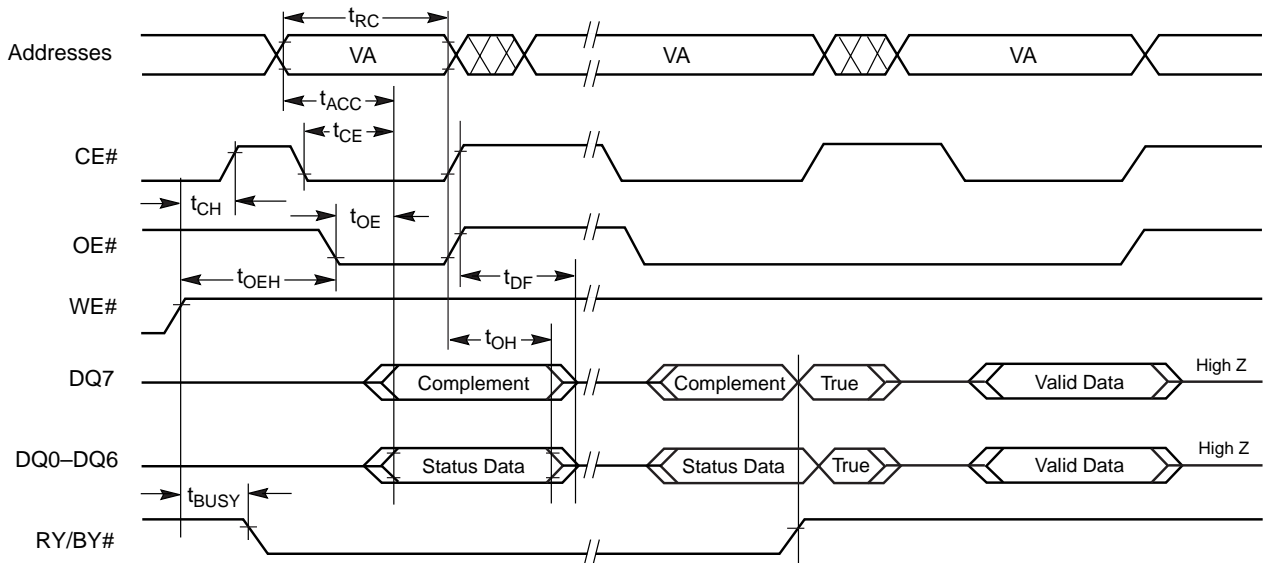 tRC
Addresses VA VA VA
tACC
tCE
CE#
tCH tOE
OE#
tOEH tDF
WE#
tOH
DQ7 Complement Complement True Valid Data High Z
DQ0–DQ6 Status Data Status Data True Valid Data High Z
tBUSY
RY/BY#